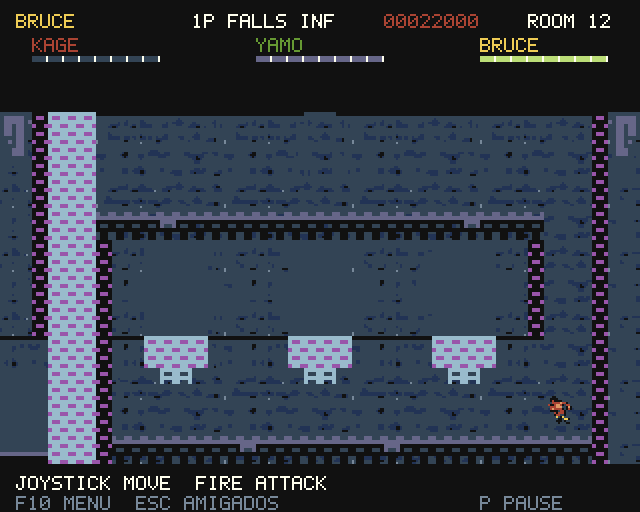 BRUCE 1P FALLS INF 00022000 ROOM 12
KAGE YAMO BRUCE
JOYSTICK MOVE FIRE ATTACK
F10 MENU ESC AMIGADOS P PAUSE